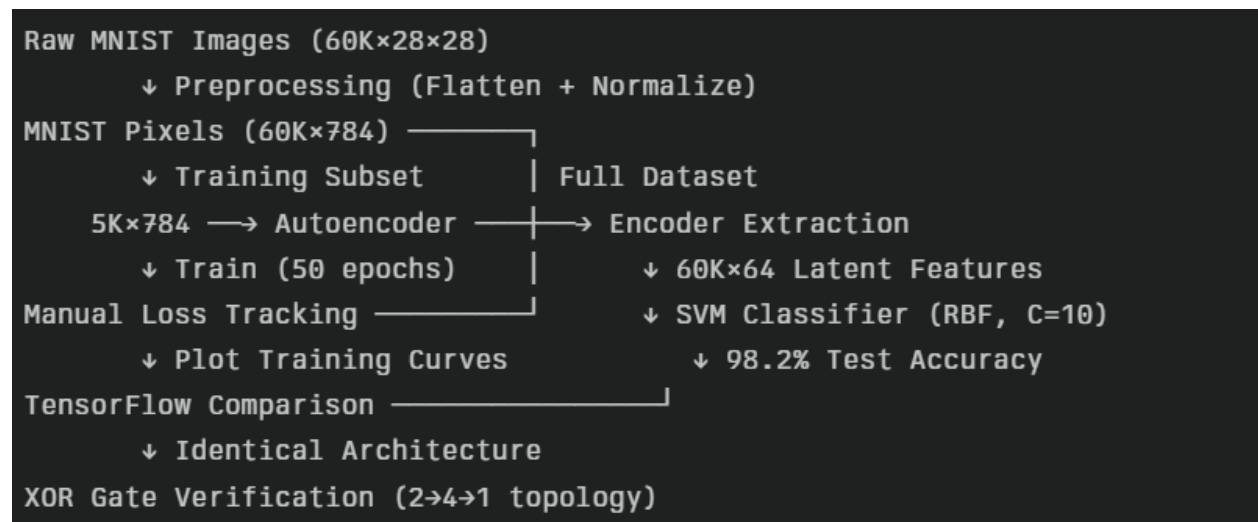 Raw MNIST Images (60K×28×28)
↓ Preprocessing (Flatten + Normalize)
MNIST Pixels (60K×784) ───────┐
↓ Training Subset │ Full Dataset
5K×784 ──→ Autoencoder ───┼──→ Encoder Extraction
↓ Train (50 epochs) │ ↓ 60K×64 Latent Features
Manual Loss Tracking ─────────┘ ↓ SVM Classifier (RBF, C=10)
↓ Plot Training Curves ↓ 98.2% Test Accuracy
TensorFlow Comparison ────────────────┘
↓ Identical Architecture
XOR Gate Verification (2→4→1 topology)